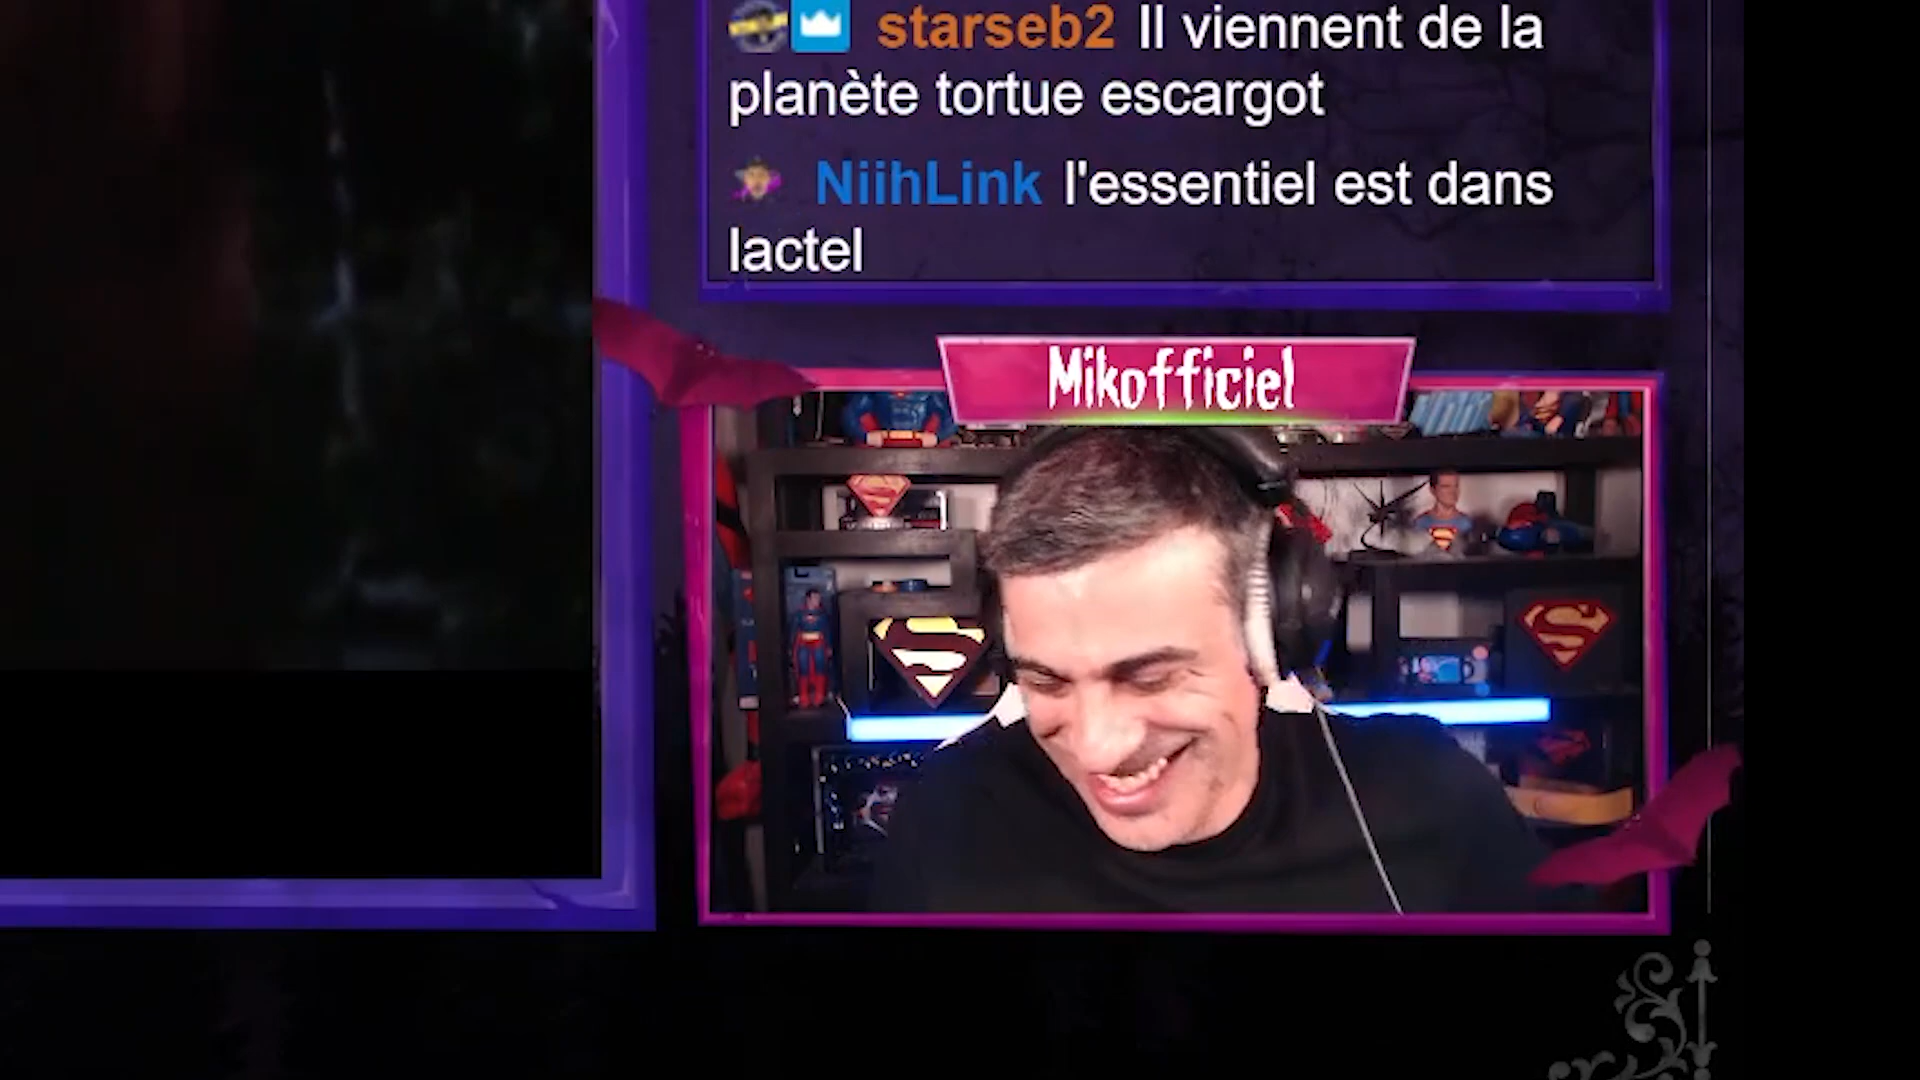 starseb2 Il viennent de la
planète tortue escargot
NiihLink l'essentiel est dans
lactel
Mikofficiel